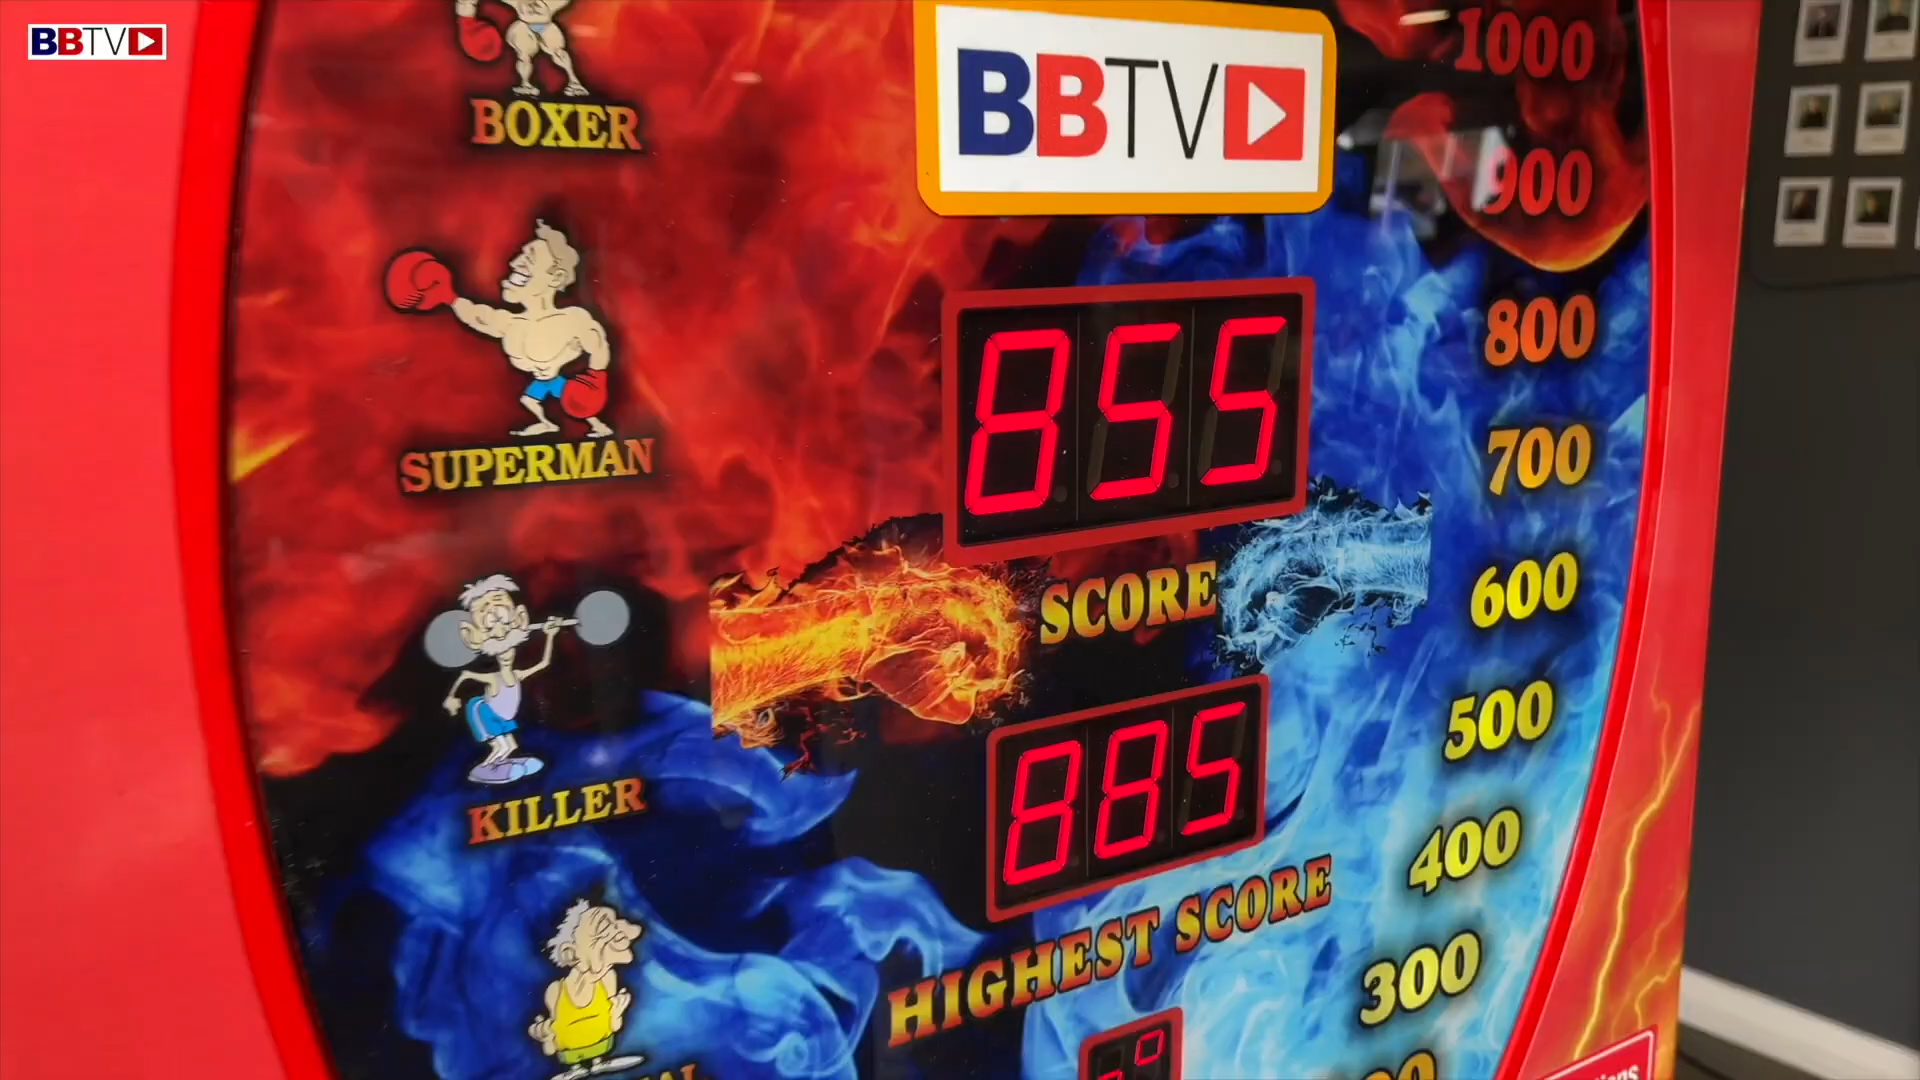 BBTV
BBTV
BOXER
SUPERMAN
KILLER
855
SCORE
885
HIGHEST SCORE
1000
900
800
700
600
500
400
300